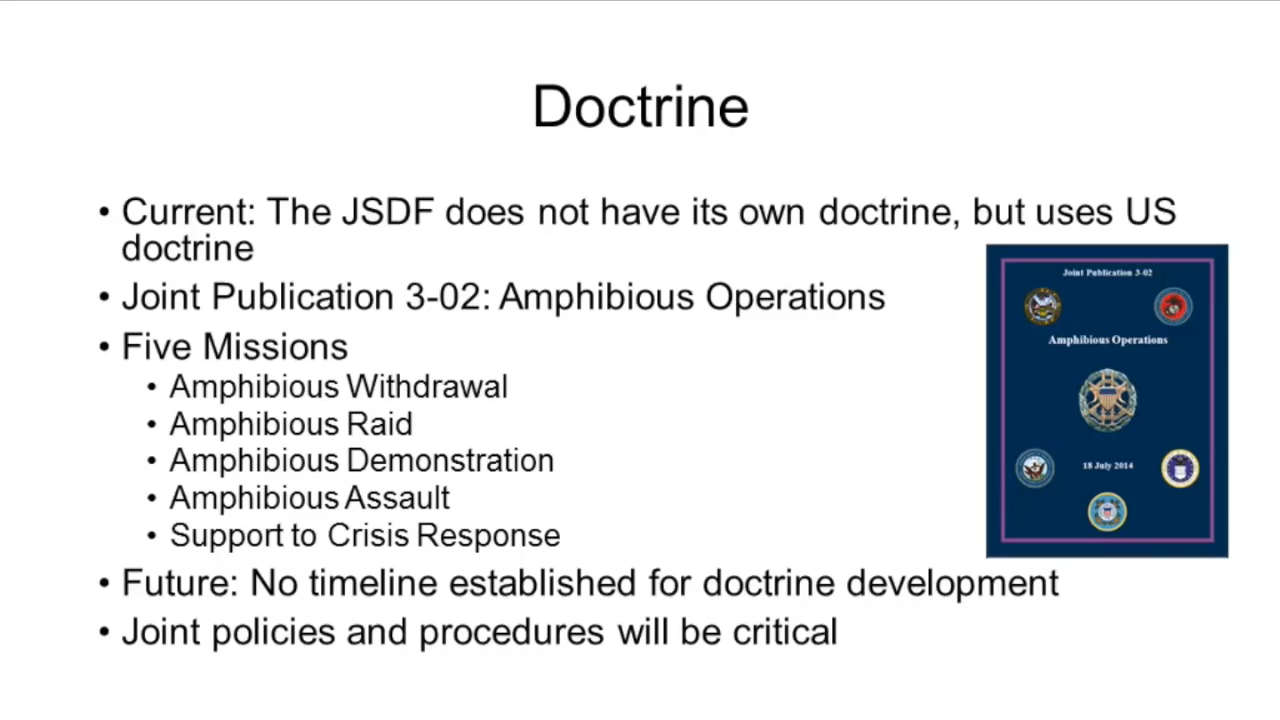 Doctrine
• Current: The JSDF does not have its own doctrine, but uses US
doctrine
• Joint Publication 3-02: Amphibious Operations
• Five Missions
• Amphibious Withdrawal
• Amphibious Raid
• Amphibious Demonstration
• Amphibious Assault
• Support to Crisis Response
• Future: No timeline established for doctrine development
• Joint policies and procedures will be critical
Joint Publication 3-02
Amphibious Operations
18 July 2014